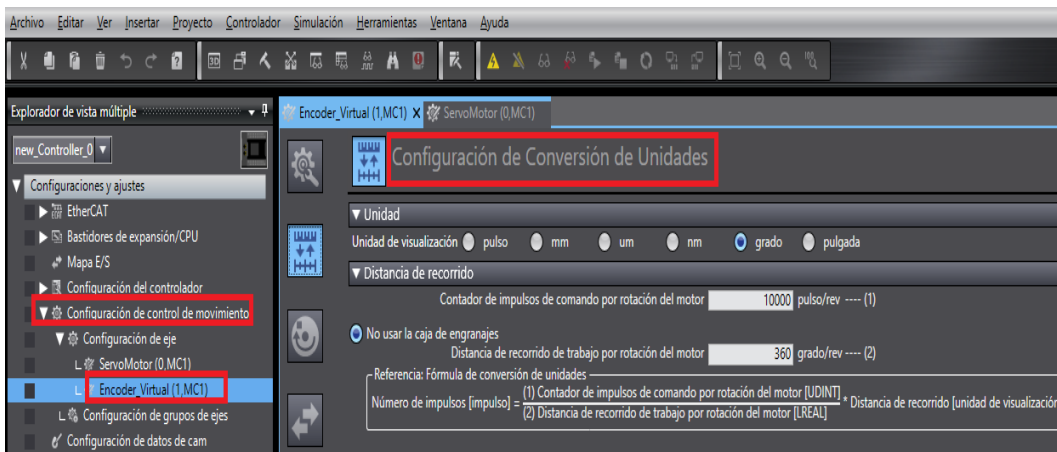 Archivo Editar Ver Insertar Proyecto Controlador Simulación Herramientas Ventana Ayuda
Explorador de vista múltiple
new_Controller_0
Configuraciones y ajustes
EtherCAT
Bastidores de expansión/CPU
Mapa E/S
Configuración del controlador
Configuración de control de movimiento
Configuración de eje
ServoMotor (0,MC1)
Encoder_Virtual (1,MC1)
Configuración de grupos de ejes
Configuración de datos de cam
Encoder_Virtual (1,MC1) X ServoMotor (0,MC1)
Configuración de Conversión de Unidades
Unidad
Unidad de visualización pulso mm um nm grado pulgada
Distancia de recorrido
Contador de impulsos de comando por rotación del motor 10000 pulso/rev ---- (1)
No usar la caja de engranajes
Distancia de recorrido de trabajo por rotación del motor 360 grado/rev ---- (2)
Referencia: Fórmula de conversión de unidades
Número de impulsos [impulso] = (1) Contador de impulsos de comando por rotación del motor [UDINT] * Distancia de recorrido [unidad de visualización
(2) Distancia de recorrido de trabajo por rotación del motor [LREAL]